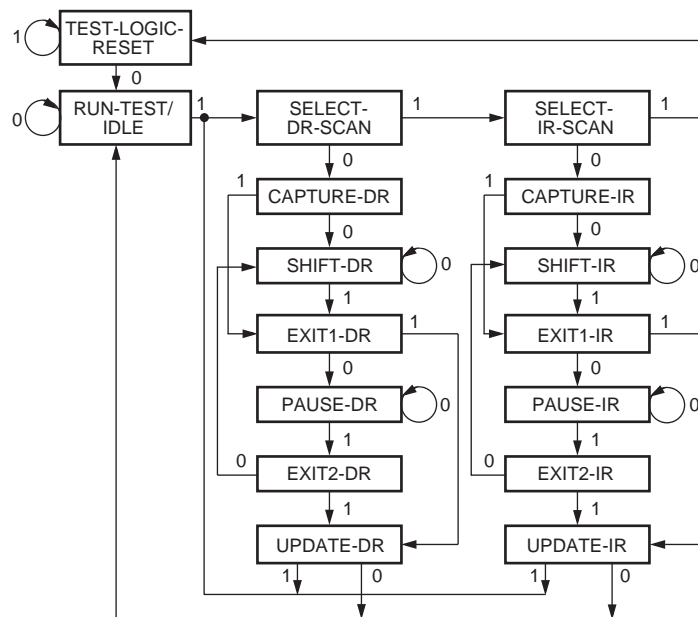 TEST-LOGIC-
RESET
1
0
RUN-TEST/
IDLE
0
1
SELECT-
DR-SCAN
1
SELECT-
IR-SCAN
1
0
0
1
CAPTURE-DR
1
CAPTURE-IR
0
0
SHIFT-DR
0
SHIFT-IR
0
1
1
EXIT1-DR
1
EXIT1-IR
1
0
0
PAUSE-DR
0
PAUSE-IR
0
1
1
0
EXIT2-DR
0
EXIT2-IR
1
1
UPDATE-DR
UPDATE-IR
1
0
1
0